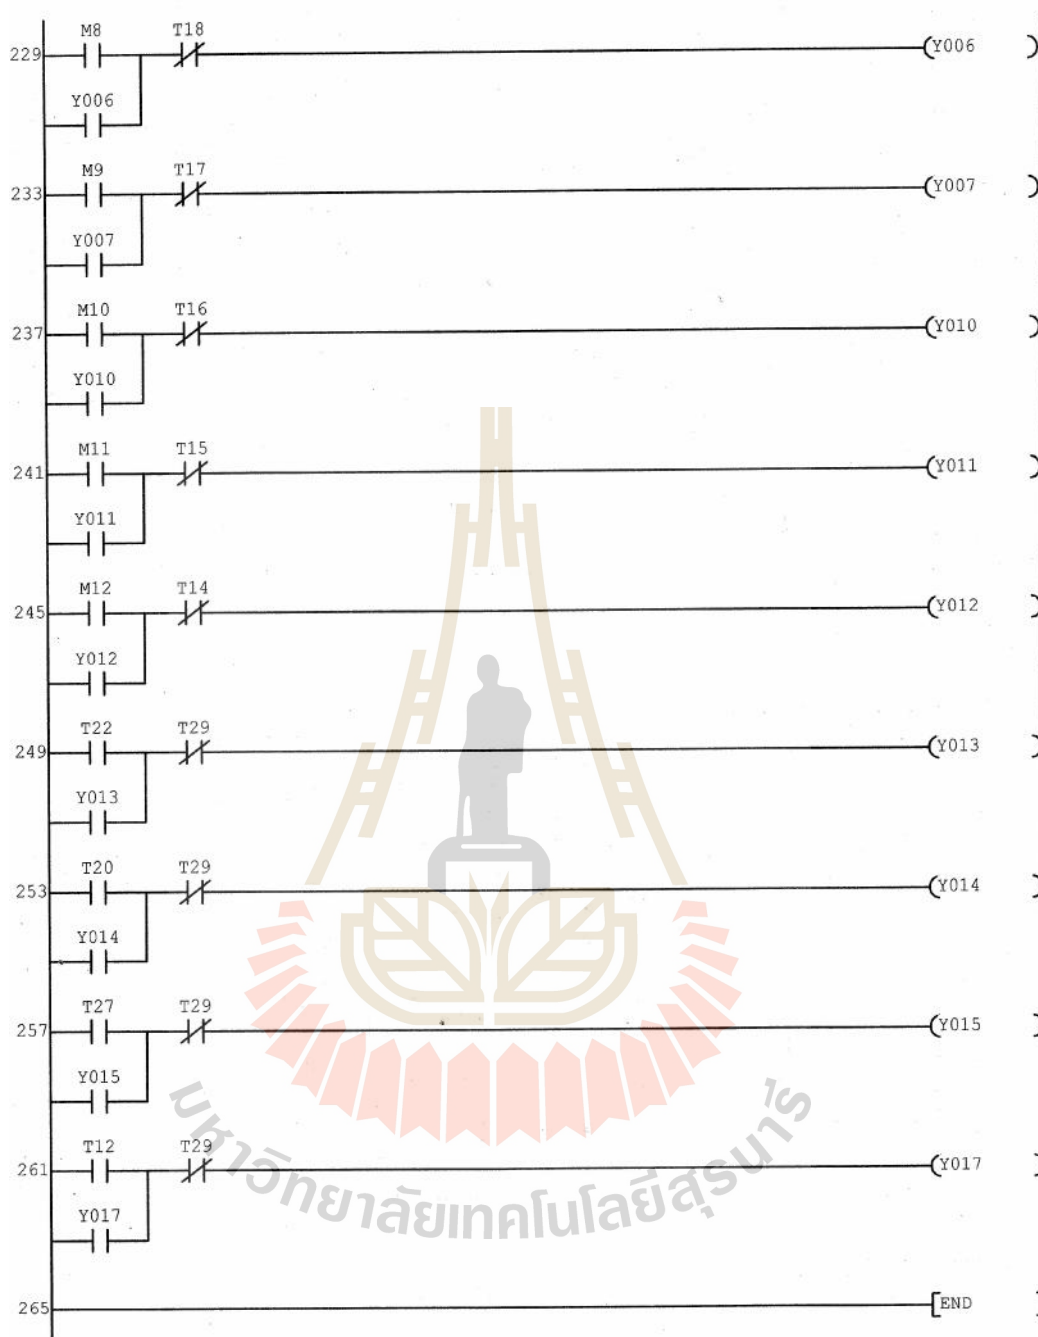 M8 T18
229 (Y006 )
Y006
M9 T17
233 (Y007 )
Y007
M10 T16
237 (Y010 )
Y010
M11 T15
241 (Y011 )
Y011
M12 T14
245 (Y012 )
Y012
T22 T29
249 (Y013 )
Y013
T20 T29
253 (Y014 )
Y014
T27 T29
257 (Y015 )
Y015
T12 T29
261 (Y017 )
Y017
265 [END ]
มหาวิทยาลัยเทคโนโลยีสุรนารี